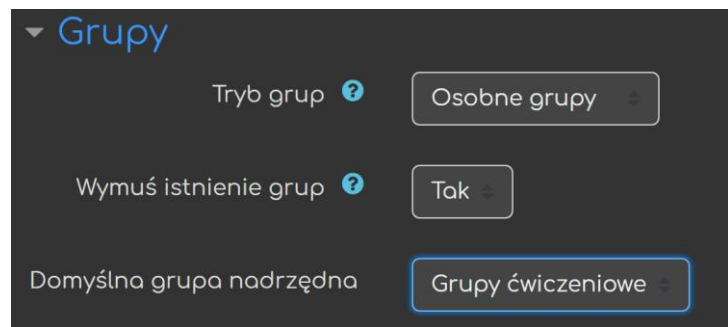 Grupy
Tryb grup
Osobne grupy
Wymuś istnienie grup
Tak
Domyślna grupa nadrzędna
Grupy ćwiczeniowe